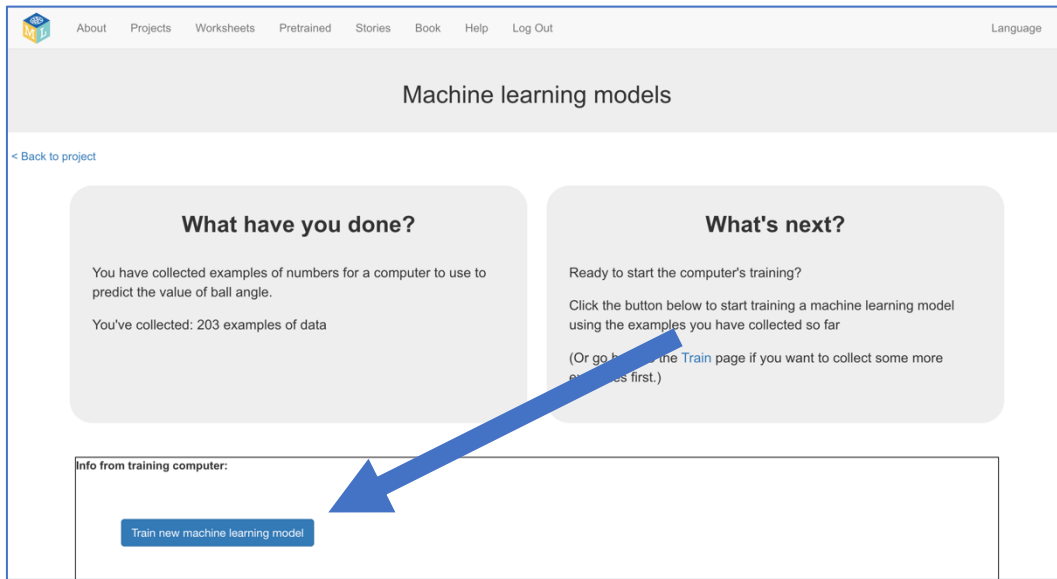 ML
About Projects Worksheets Pretrained Stories Book Help Log Out Language
Machine learning models
< Back to project
What have you done?
You have collected examples of numbers for a computer to use to
predict the value of ball angle.
You've collected: 203 examples of data
What's next?
Ready to start the computer's training?
Click the button below to start training a machine learning model
using the examples you have collected so far
(Or go the Train page if you want to collect some more
first.)
Info from training computer:
Train new machine learning model